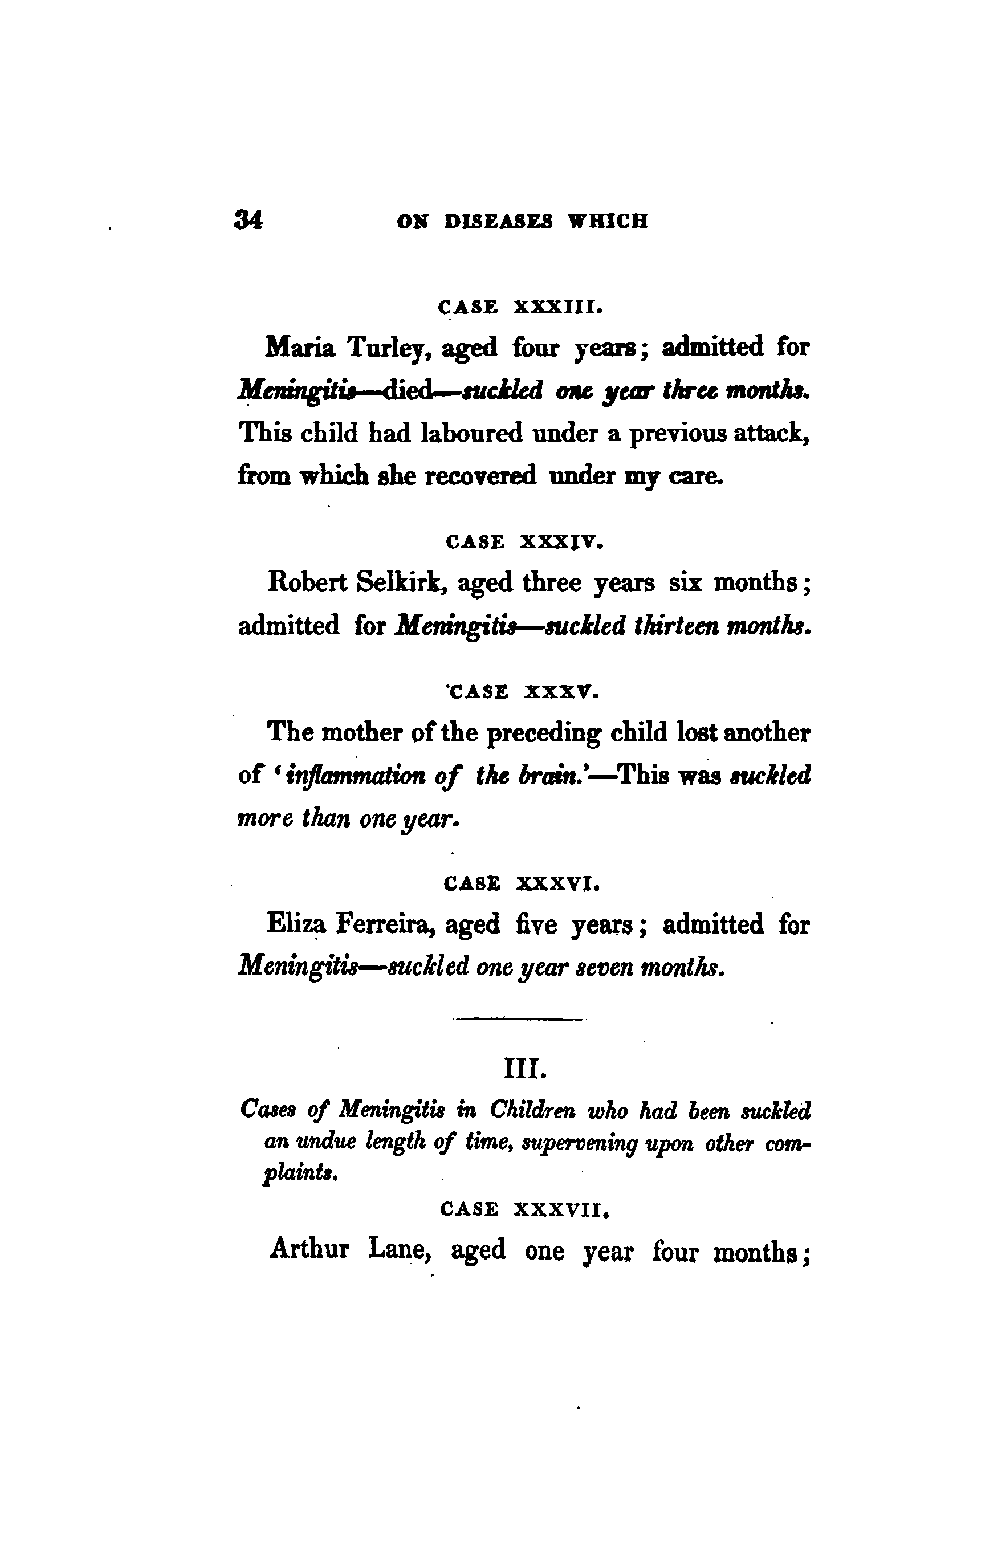 34 ON DISEASES WHICH
CASE XXXIII.
Maria Turley, aged four years; admitted for
Meningitis—died—suckled one year three months.
This child had laboured under a previous attack,
from which she recovered under my care.
CASE XXXIV.
Robert Selkirk, aged three years six months;
admitted for Meningitis—suckled thirteen months.
CASE XXXV.
The mother of the preceding child lost another
of ‘inflammation of the brain.’—This was suckled
more than one year.
CASE XXXVI.
Eliza Ferreira, aged five years; admitted for
Meningitis—suckled one year seven months.
III.
Cases of Meningitis in Children who had been suckled
an undue length of time, supervening upon other com-
plaints.
CASE XXXVII.
Arthur Lane, aged one year four months;